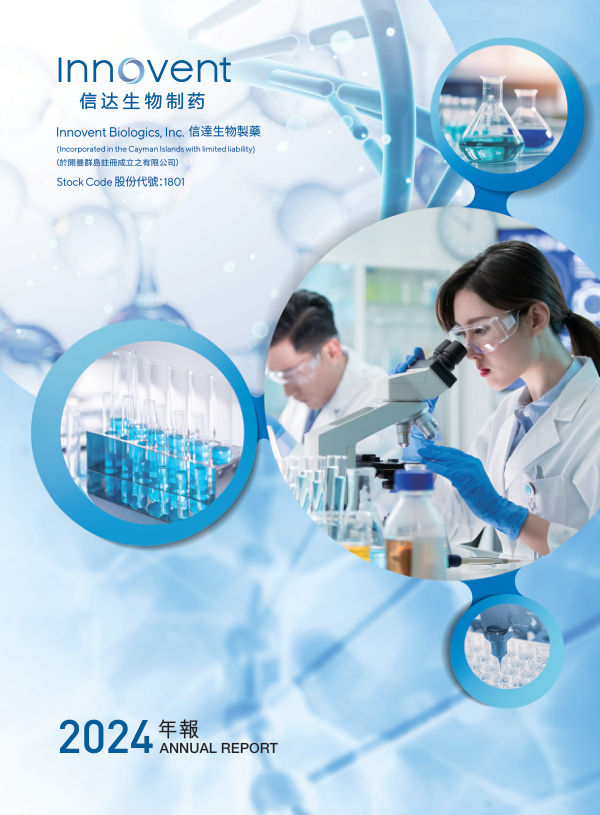 Innovent
信达生物制药
Innovent Biologics, Inc. 信達生物製藥
(Incorporated in the Cayman Islands with limited liability)
(於開曼群島註冊成立之有限公司)
Stock Code 股份代號：1801
2024 年報
ANNUAL REPORT